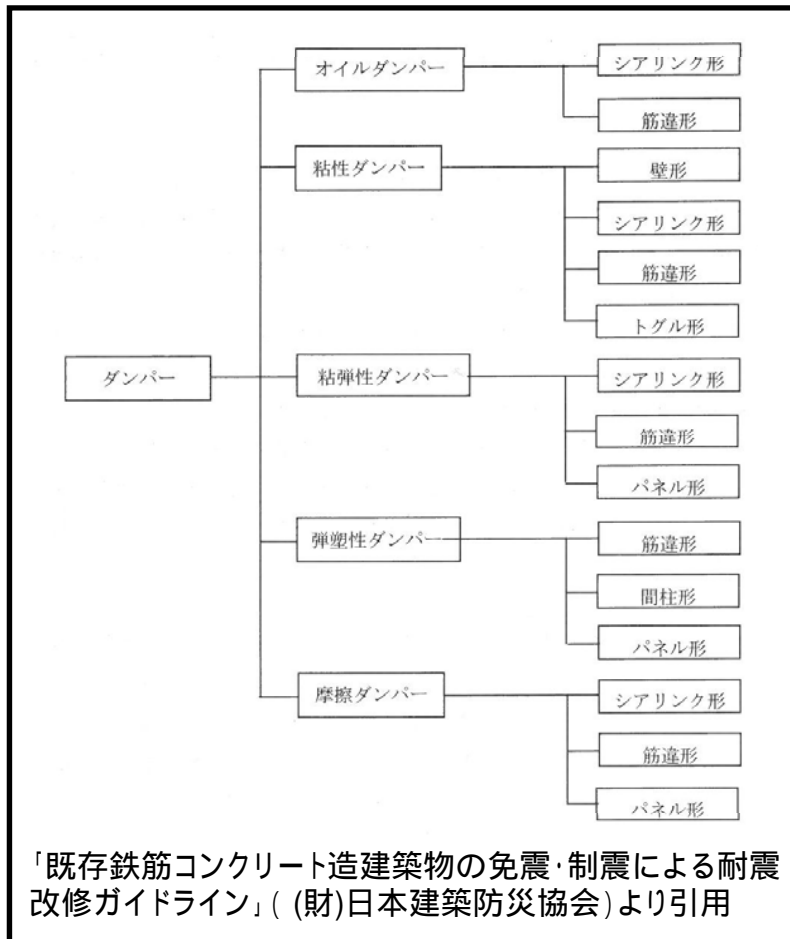 オイルダンパー
シアリンク形
筋違形
粘性ダンパー
壁形
シアリンク形
筋違形
トグル形
ダンパー
粘弾性ダンパー
シアリンク形
筋違形
パネル形
弾塑性ダンパー
筋違形
間柱形
パネル形
摩擦ダンパー
シアリンク形
筋違形
パネル形
「既存鉄筋コンクリート造建築物の免震･制震による耐震
改修ガイドライン」( (財)日本建築防災協会)より引用